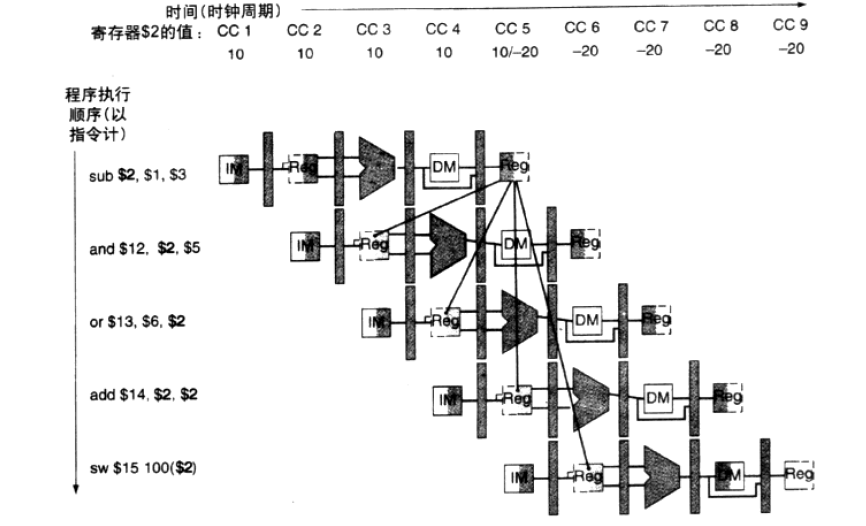 时间(时钟周期)
寄存器$2的值： CC 1 CC 2 CC 3 CC 4 CC 5 CC 6 CC 7 CC 8 CC 9
10 10 10 10 10/–20 –20 –20 –20 –20
程序执行
顺序(以
指令计)
sub $2, $1, $3
IM Reg DM Reg
and $12, $2, $5
IM Reg DM Reg
or $13, $6, $2
IM Reg DM Reg
add $14, $2, $2
IM Reg DM Reg
sw $15 100($2)
IM Reg DM Reg